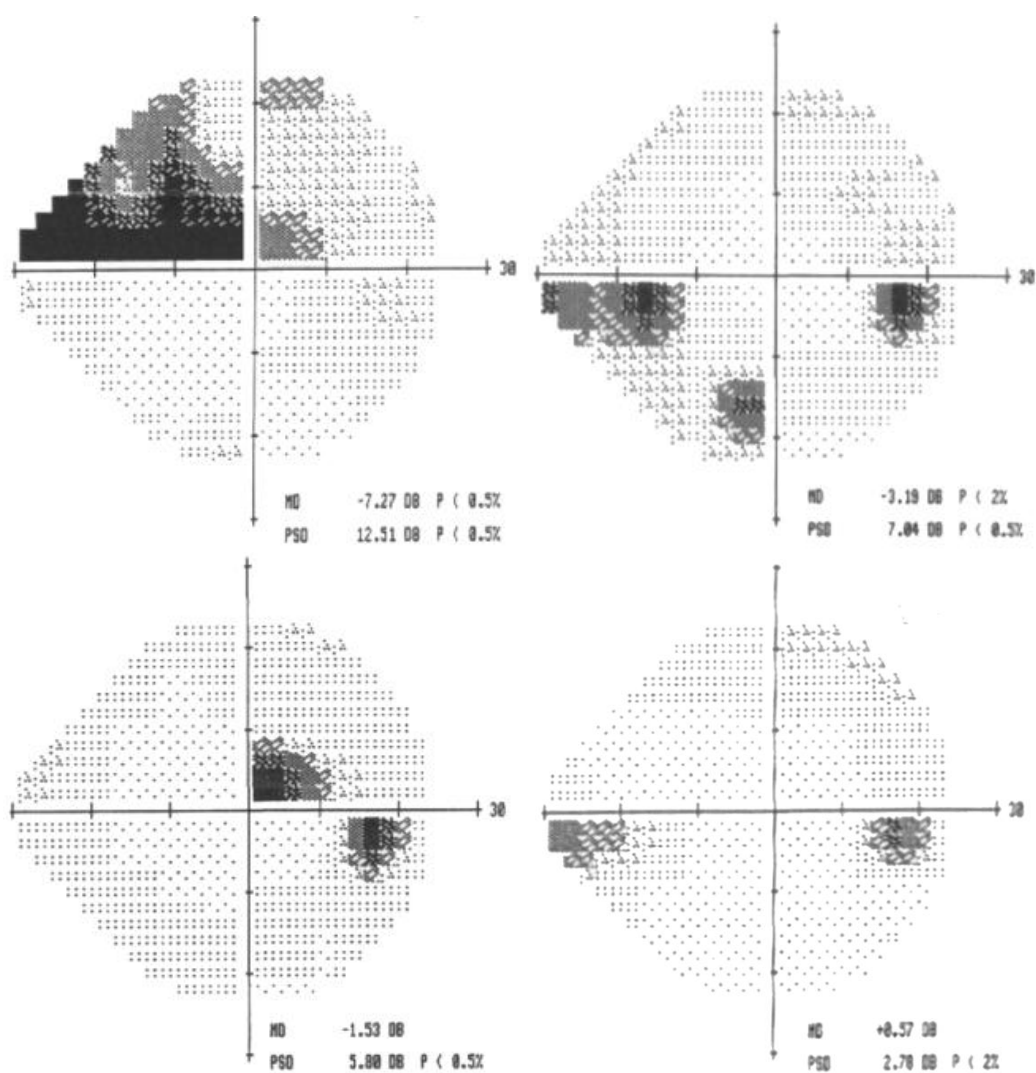 30
30
MD -7.27 DB P < 0.5%
PSD 12.51 DB P < 0.5%
MD -3.19 DB P < 2%
PSD 7.04 DB P < 0.5%
30
30
MD -1.53 DB
PSD 5.80 DB P < 0.5%
MD +0.57 DB
PSD 2.78 DB P < 2%